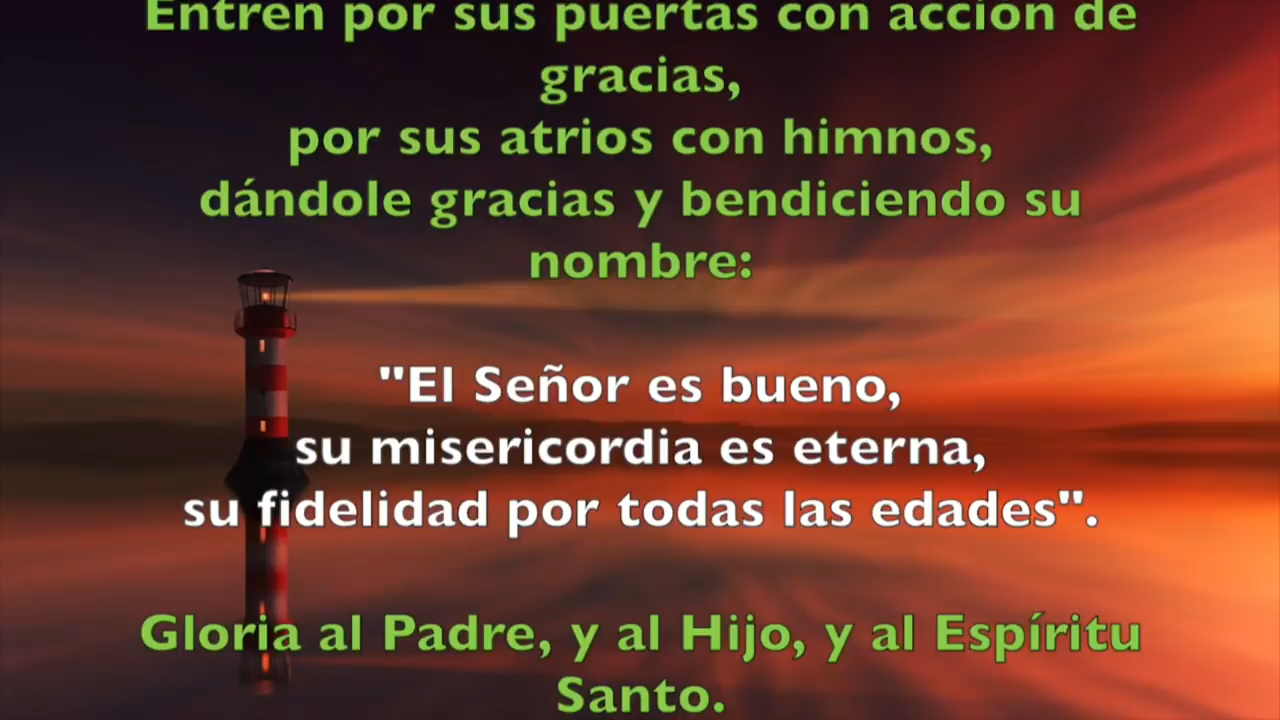 Entren por sus puertas con acción de
gracias,
por sus atrios con himnos,
dándole gracias y bendiciendo su
nombre:
"El Señor es bueno,
su misericordia es eterna,
su fidelidad por todas las edades".
Gloria al Padre, y al Hijo, y al Espíritu
Santo.